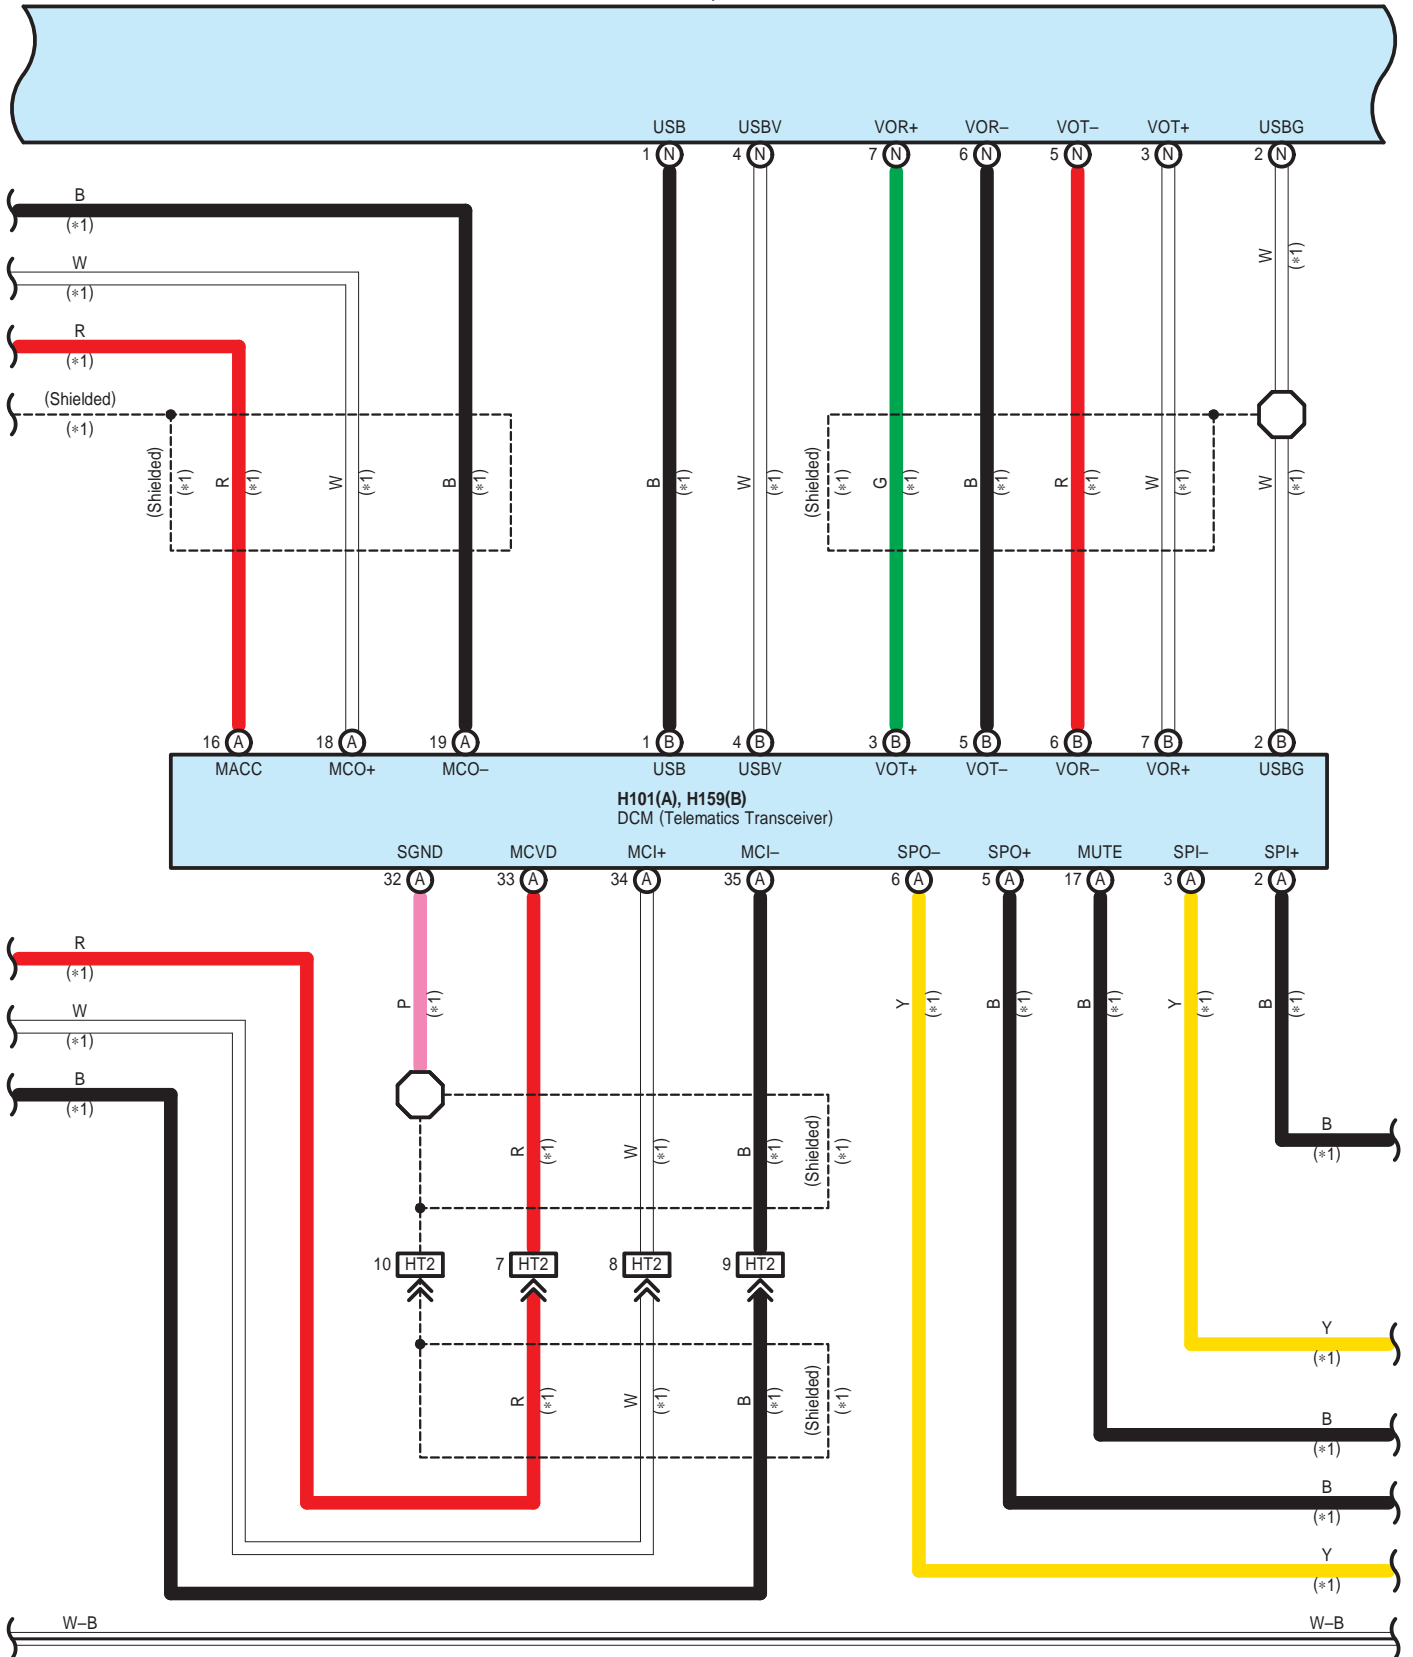 USB USBV VOR+ VOR– VOT– VOT+ USBG
1 N 4 N 7 N 6 N 5 N 3 N 2 N
B
(*1)
W
(*1)
R
(*1)
(Shielded)
(*1)
W (*1)
(Shielded) (*1) R (*1) W (*1) B (*1) B (*1) W (*1) (Shielded) (*1) G (*1) B (*1) R (*1) W (*1) W (*1)
16 A 18 A 19 A 1 B 4 B 3 B 5 B 6 B 7 B 2 B
MACC MCO+ MCO– USB USBV VOT+ VOT– VOR– VOR+ USBG
H101(A), H159(B)
DCM (Telematics Transceiver)
SGND MCVD MCI+ MCI– SPO– SPO+ MUTE SPI– SPI+
32 A 33 A 34 A 35 A 6 A 5 A 17 A 3 A 2 A
R
(*1)
W
(*1)
B
(*1)
P (*1) Y (*1) B (*1) B (*1) Y (*1) B (*1)
R (*1) W (*1) B (*1) (Shielded) (*1)
B
(*1)
10 HT2 7 HT2 8 HT2 9 HT2
Y
(*1)
R (*1) W (*1) B (*1) (Shielded) (*1)
B
(*1)
B
(*1)
Y
(*1)
W–B W–B